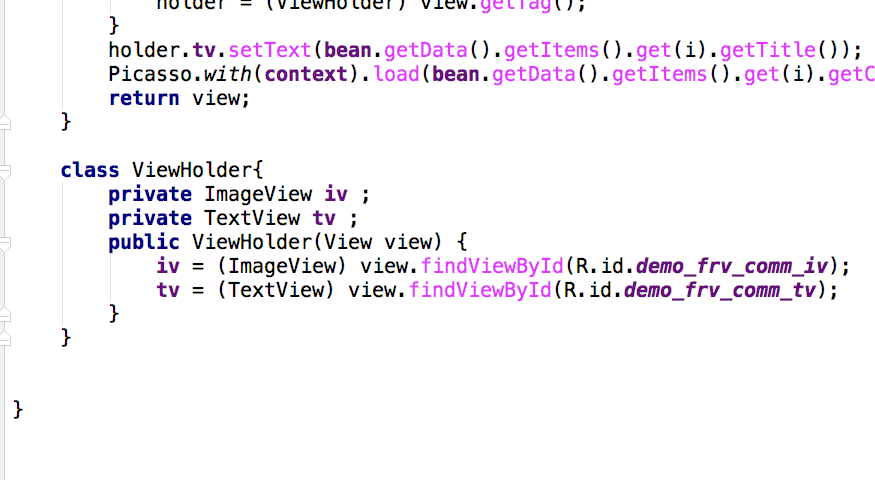 holder = (ViewHolder) view.getTag();
}
holder.tv.setText(bean.getData().getItems().get(i).getTitle());
Picasso.with(context).load(bean.getData().getItems().get(i).getC
return view;
}
class ViewHolder{
private ImageView iv ;
private TextView tv ;
public ViewHolder(View view) {
iv = (ImageView) view.findViewById(R.id.demo_frv_comm_iv);
tv = (TextView) view.findViewById(R.id.demo_frv_comm_tv);
}
}
}